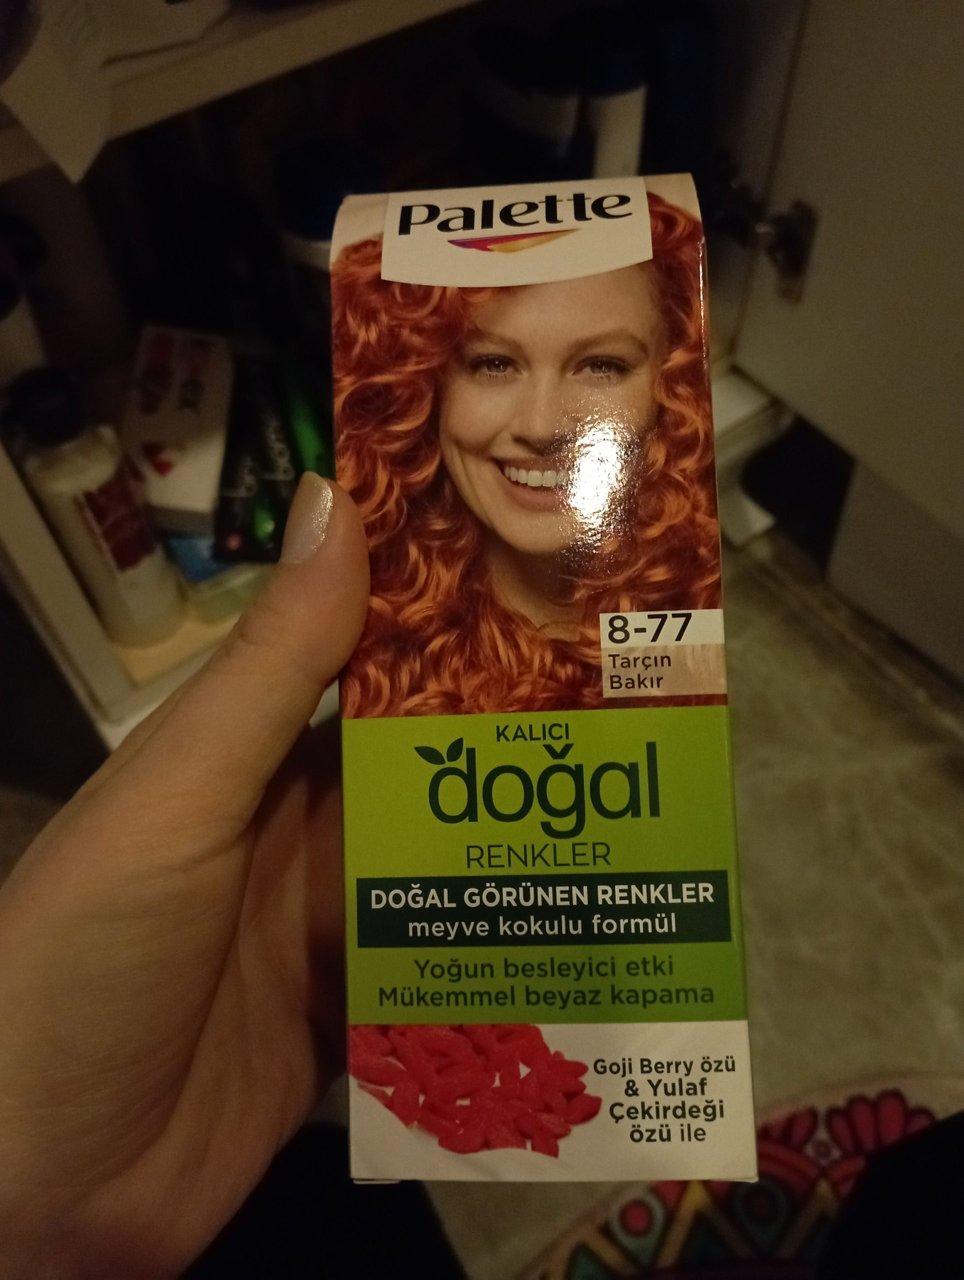 Palette
8-77
Tarçın
Bakır
KALICI
doğal
RENKLER
DOĞAL GÖRÜNEN RENKLER
meyve kokulu formül
Yoğun besleyici etki
Mükemmel beyaz kapama
Goji Berry özü
& Yulaf
Çekirdeği
özü ile